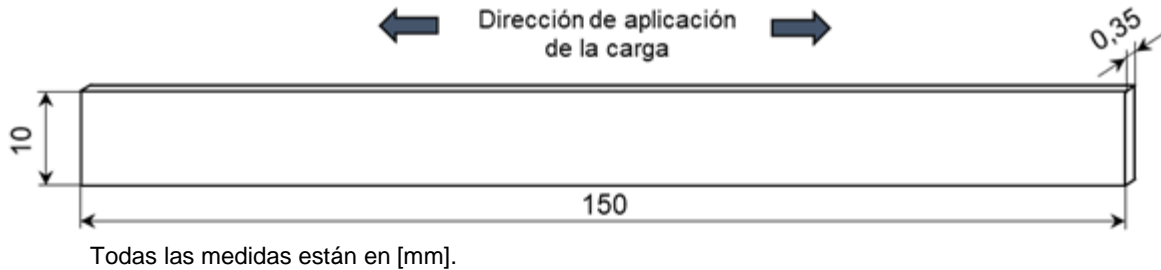 Dirección de aplicación
de la carga
0,35
10
150
Todas las medidas están en [mm].